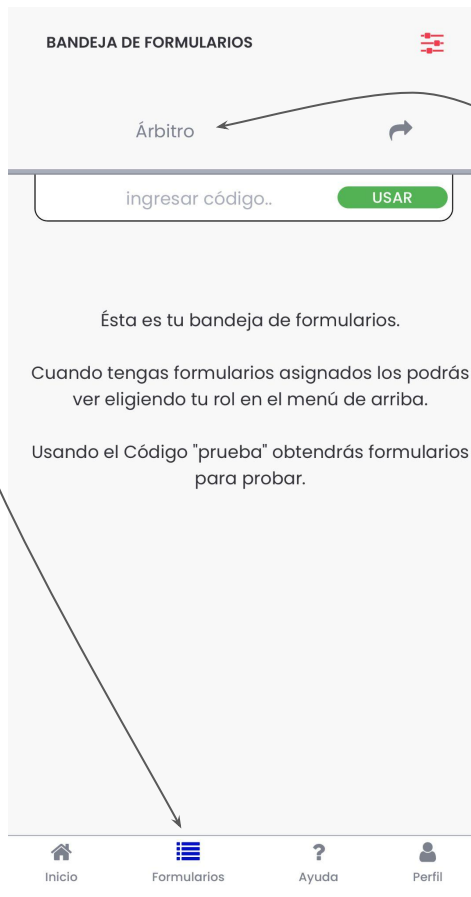 BANDEJA DE FORMULARIOS
Árbitro
ingresar código..
USAR
Ésta es tu bandeja de formularios.
Cuando tengas formularios asignados los podrás
ver eligiendo tu rol en el menú de arriba.
Usando el Código "prueba" obtendrás formularios
para probar.
Inicio
Formularios
?
Ayuda
Perfil